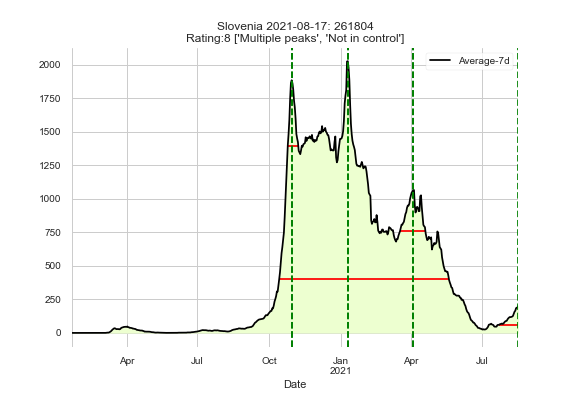 Slovenia 2021-08-17: 261804
Rating:8 ['Multiple peaks', 'Not in control']
Average-7d
2000
1750
1500
1250
1000
750
500
250
0
Apr Jul Oct Jan Apr Jul
2021
Date